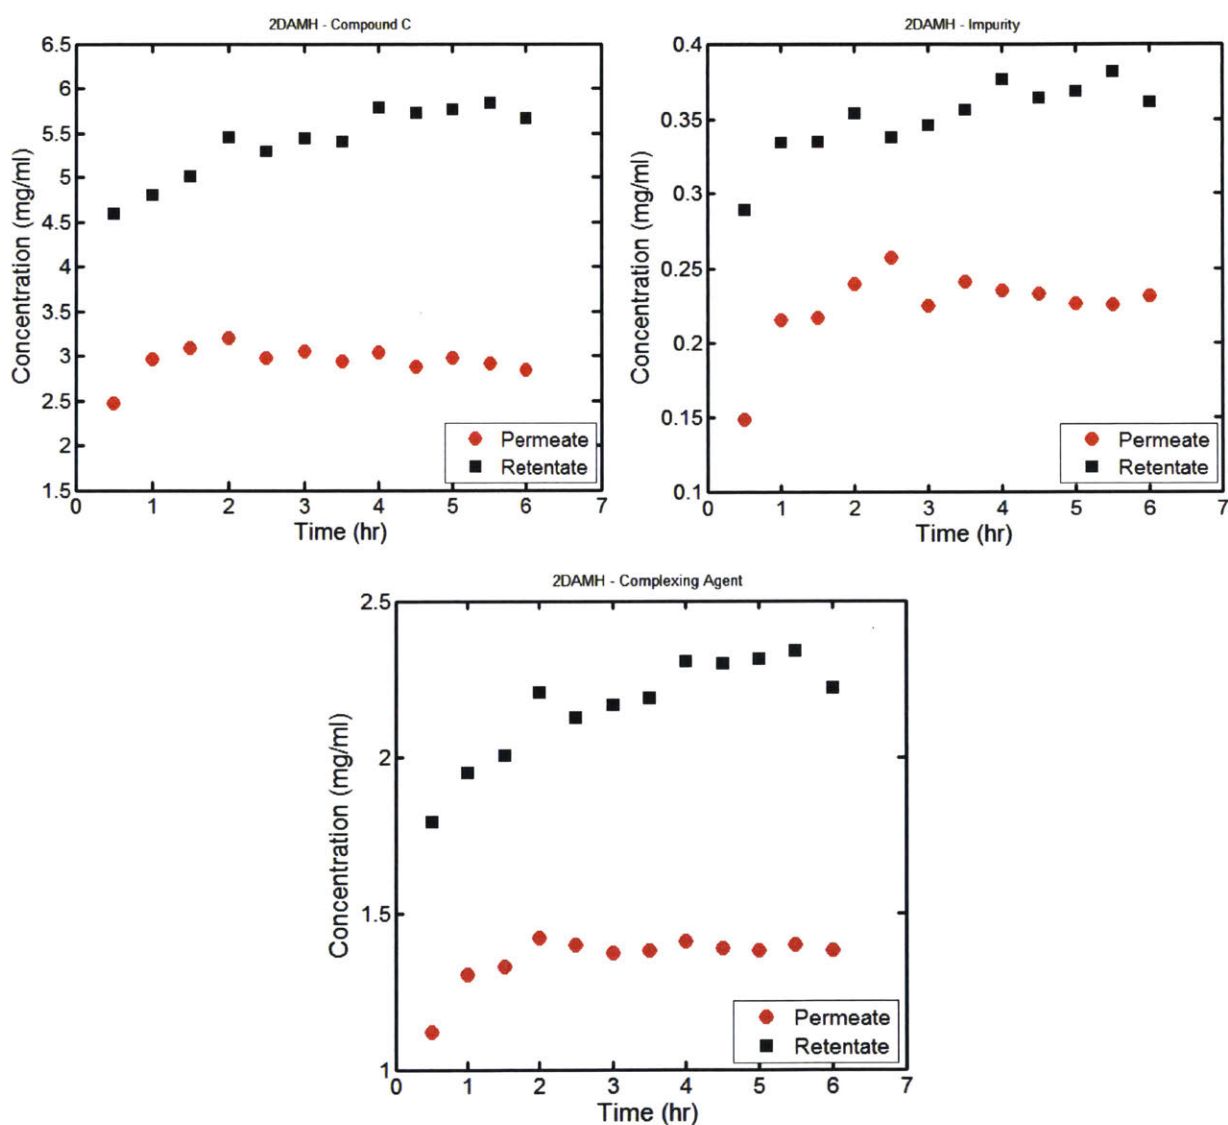 2DAMH - Compound C
Concentration (mg/ml)
6.5
6
5.5
5
4.5
4
3.5
3
2.5
2
1.5
0 1 2 3 4 5 6 7
Time (hr)
Permeate
Retentate
2DAMH - Impurity
Concentration (mg/ml)
0.4
0.35
0.3
0.25
0.2
0.15
0.1
0 1 2 3 4 5 6 7
Time (hr)
Permeate
Retentate
2DAMH - Complexing Agent
Concentration (mg/ml)
2.5
2
1.5
1
0 1 2 3 4 5 6 7
Time (hr)
Permeate
Retentate